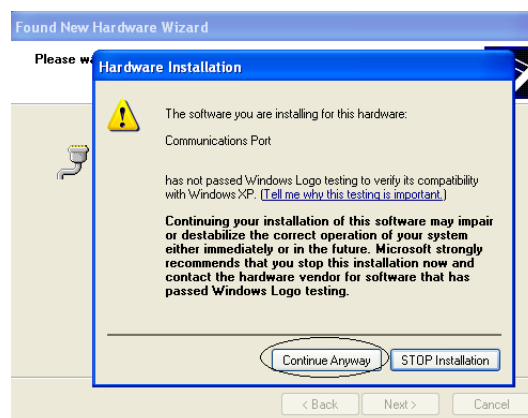 Found New Hardware Wizard
Please wa
Hardware Installation
The software you are installing for this hardware:
Communications Port
has not passed Windows Logo testing to verify its compatibility
with Windows XP. (Tell me why this testing is important.)
Continuing your installation of this software may impair
or destabilize the correct operation of your system
either immediately or in the future. Microsoft strongly
recommends that you stop this installation now and
contact the hardware vendor for software that has
passed Windows Logo testing.
Continue Anyway
STOP Installation
< Back
Next >
Cancel